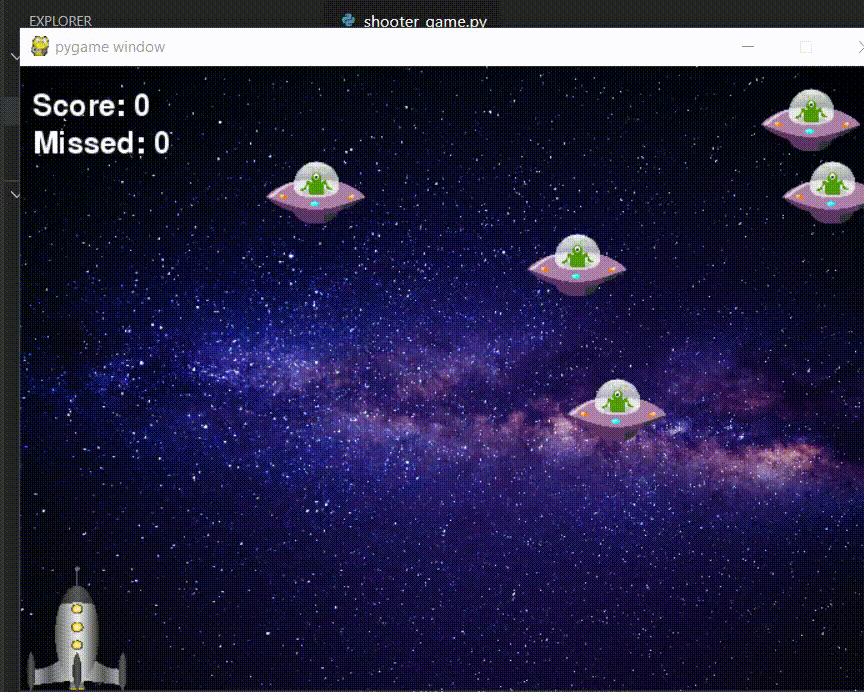 EXPLORER
shooter_game.py
pygame window
Score: 0
Missed: 0